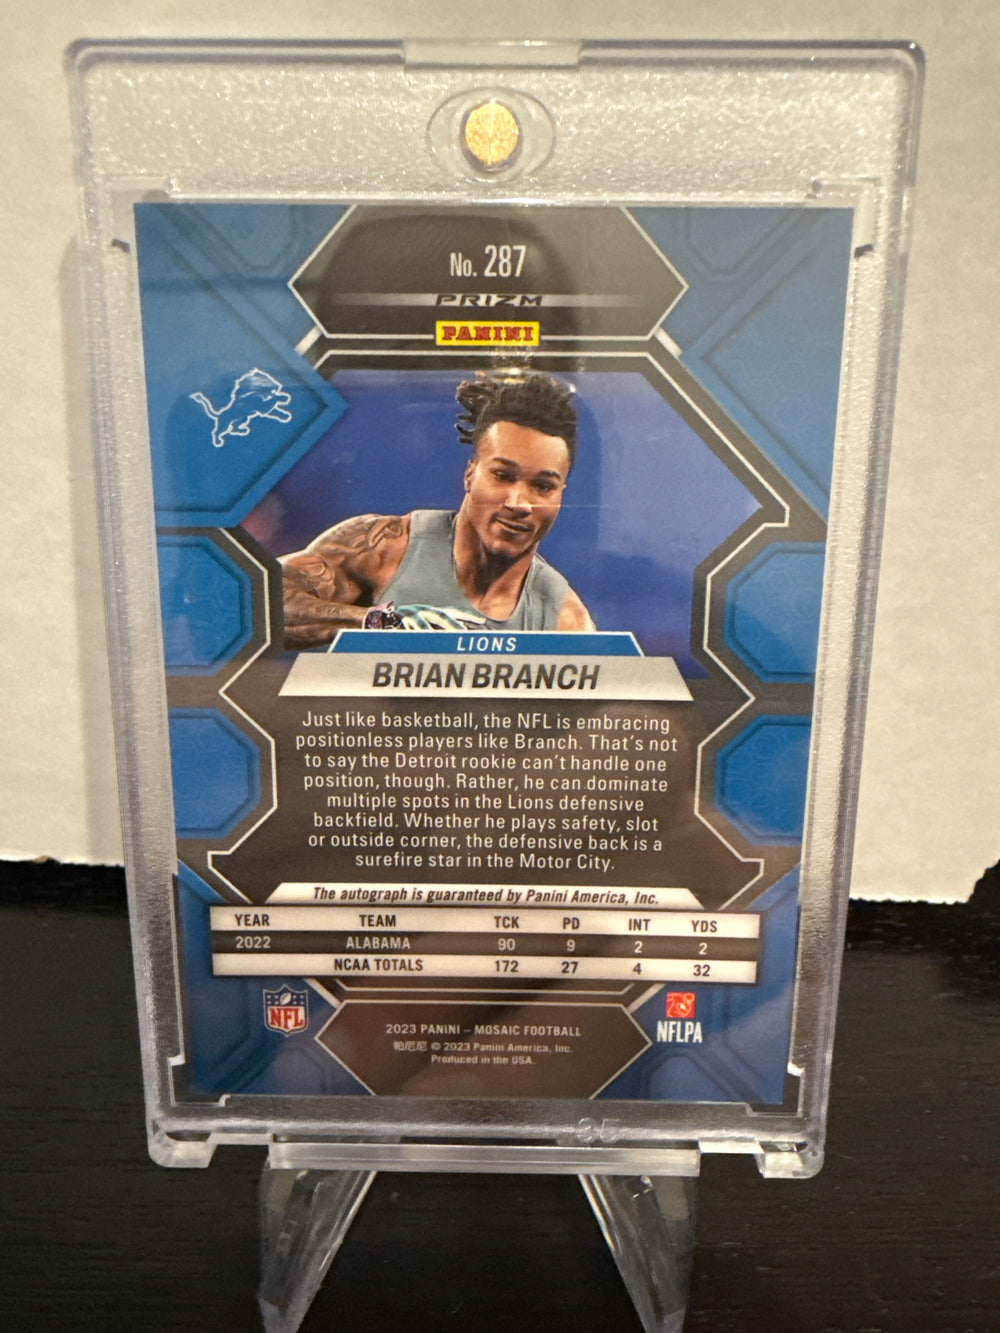 No. 287
PRIZM
PANINI
LIONS
BRIAN BRANCH
Just like basketball, the NFL is embracing
positionless players like Branch. That's not
to say the Detroit rookie can't handle one
position, though. Rather, he can dominate
multiple spots in the Lions defensive
backfield. Whether he plays safety, slot
or outside corner, the defensive back is a
surefire star in the Motor City.
The autograph is guaranteed by Panini America, Inc.
YEAR TEAM TCK PD INT YDS
2022 ALABAMA 90 9 2 2
NCAA TOTALS 172 27 4 32
NFL
NFLPA
2023 PANINI – MOSAIC FOOTBALL
帕尼尼 © 2023 Panini America, Inc.
Produced in the USA.